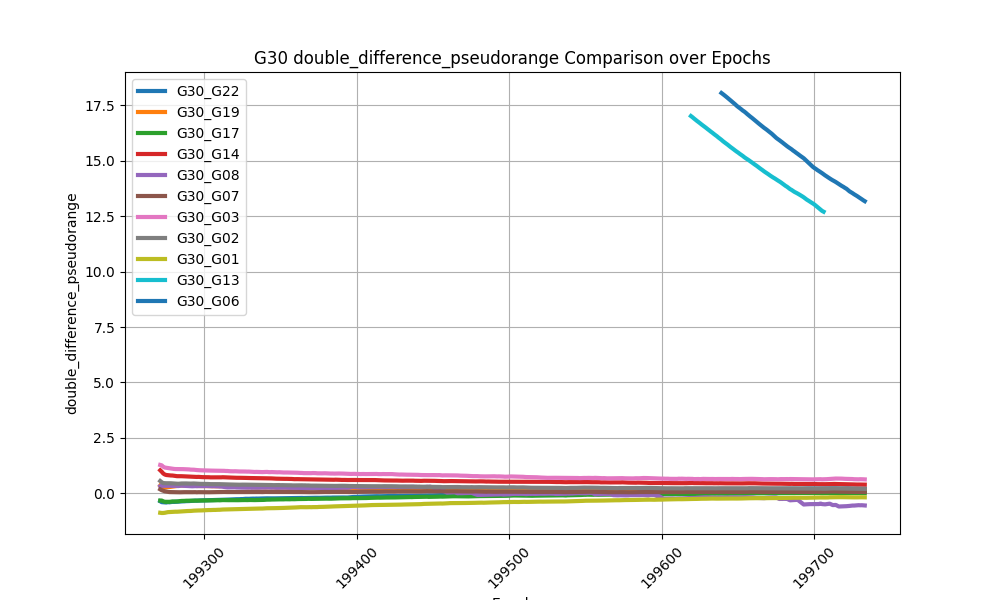 G30 double_difference_pseudorange Comparison over Epochs
double_difference_pseudorange
17.5
15.0
12.5
10.0
7.5
5.0
2.5
0.0
G30_G22
G30_G19
G30_G17
G30_G14
G30_G08
G30_G07
G30_G03
G30_G02
G30_G01
G30_G13
G30_G06
199300
199400
199500
199600
199700